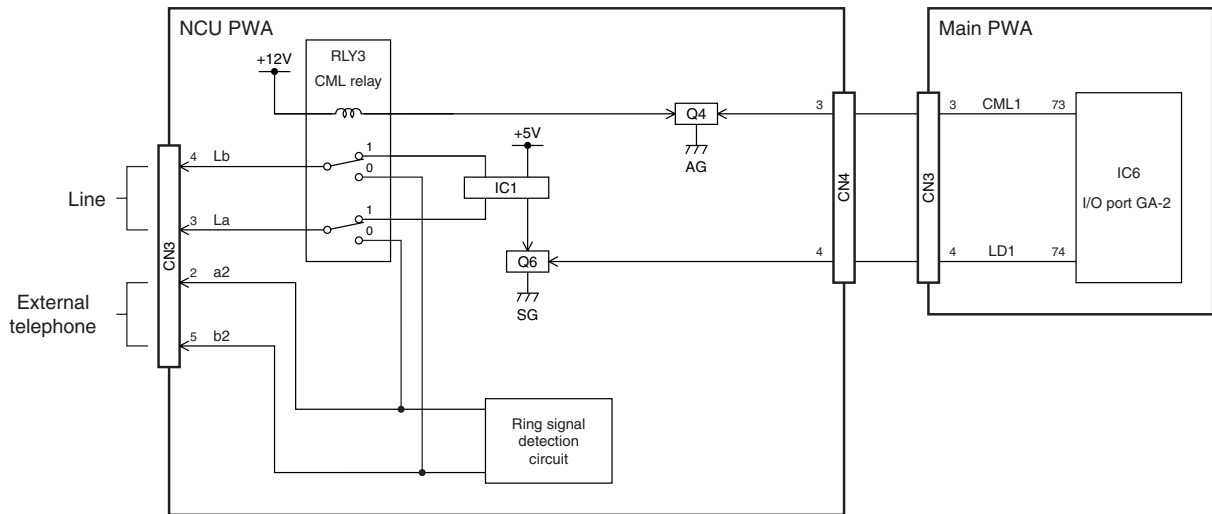 NCU PWA
Main PWA
RLY3
CML relay
+12V
3
Q4
AG
CN4
3
CML1
73
CN3
IC6
I/O port GA-2
+5V
1
0
IC1
1
0
4
Lb
Line
3
La
CN3
Q6
SG
4
4
LD1
74
2
a2
External
telephone
5
b2
Ring signal
detection
circuit